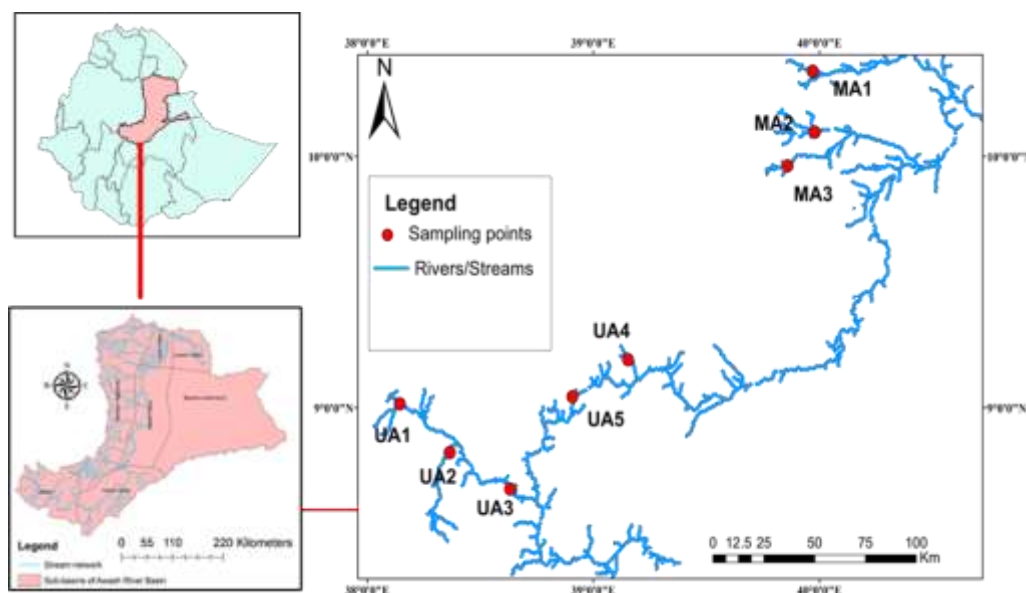 38°0'0"E
39°0'0"E
40°0'0"E
N
MA1
MA2
MA3
10°0'0"N
10°0'0"N
Legend
Sampling points
Rivers/Streams
UA4
UA5
UA1
UA2
UA3
9°0'0"N
9°0'0"N
0 12.5 25 50 75 100
Km
38°0'0"E
39°0'0"E
40°0'0"E
Legend
0 55 110 220 Kilometers
Stream network
Sub-basins of Awash River Basin